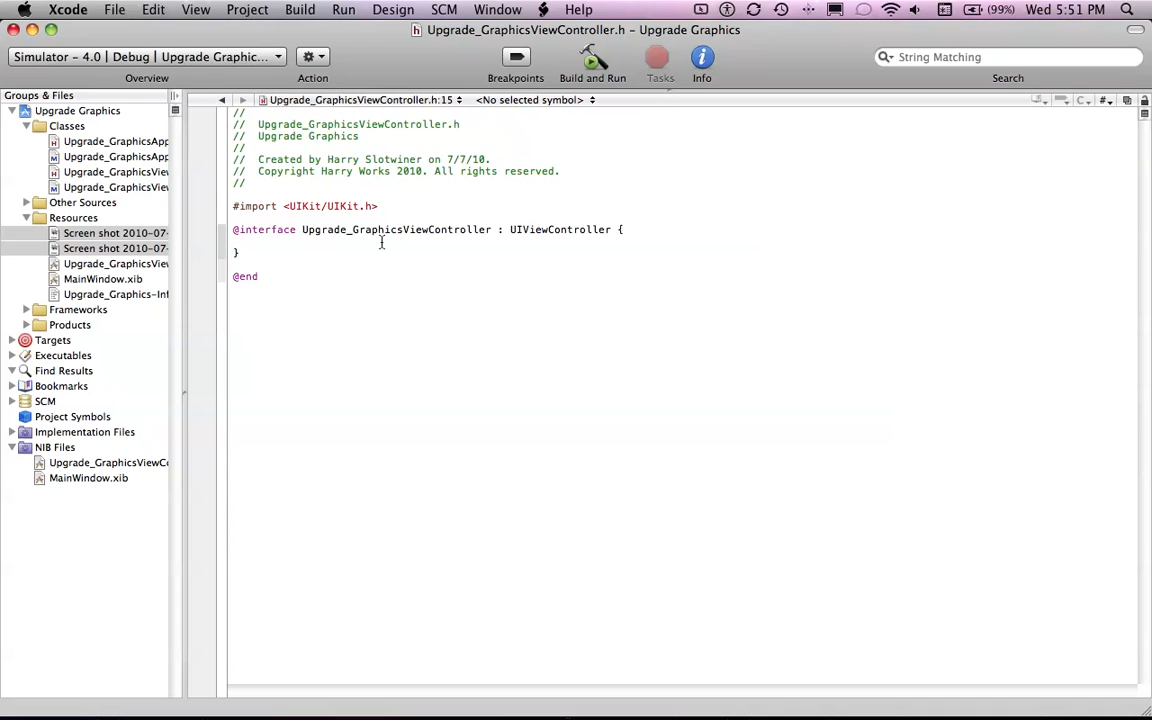 Xcode File Edit View Project Build Run Design SCM Window Help (99%) Wed 5:51 PM
Upgrade_GraphicsViewController.h – Upgrade Graphics
Simulator – 4.0 | Debug | Upgrade Graphic...
String Matching
Overview Action Breakpoints Build and Run Tasks Info Search
Groups & Files
Upgrade_GraphicsViewController.h:15 <No selected symbol> C #
Upgrade Graphics
Classes
Upgrade_GraphicsApp
Upgrade_GraphicsApp
Upgrade_GraphicsView
Upgrade_GraphicsView
Other Sources
Resources
Screen shot 2010-07-
Screen shot 2010-07-
Upgrade_GraphicsView
MainWindow.xib
Upgrade_Graphics-Inf
Frameworks
Products
Targets
Executables
Find Results
Bookmarks
SCM
Project Symbols
Implementation Files
NIB Files
Upgrade_GraphicsViewCo
MainWindow.xib
//
// Upgrade_GraphicsViewController.h
// Upgrade Graphics
//
// Created by Harry Slotwiner on 7/7/10.
// Copyright Harry Works 2010. All rights reserved.
//
#import <UIKit/UIKit.h>
@interface Upgrade_GraphicsViewController : UIViewController {
}
@end